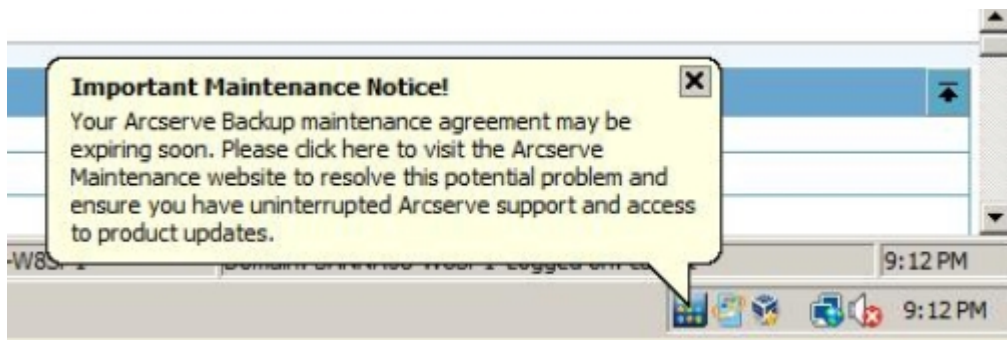 Important Maintenance Notice!
Your Arcserve Backup maintenance agreement may be
expiring soon. Please click here to visit the Arcserve
Maintenance website to resolve this potential problem and
ensure you have uninterrupted Arcserve support and access
to product updates.
9:12 PM
9:12 PM